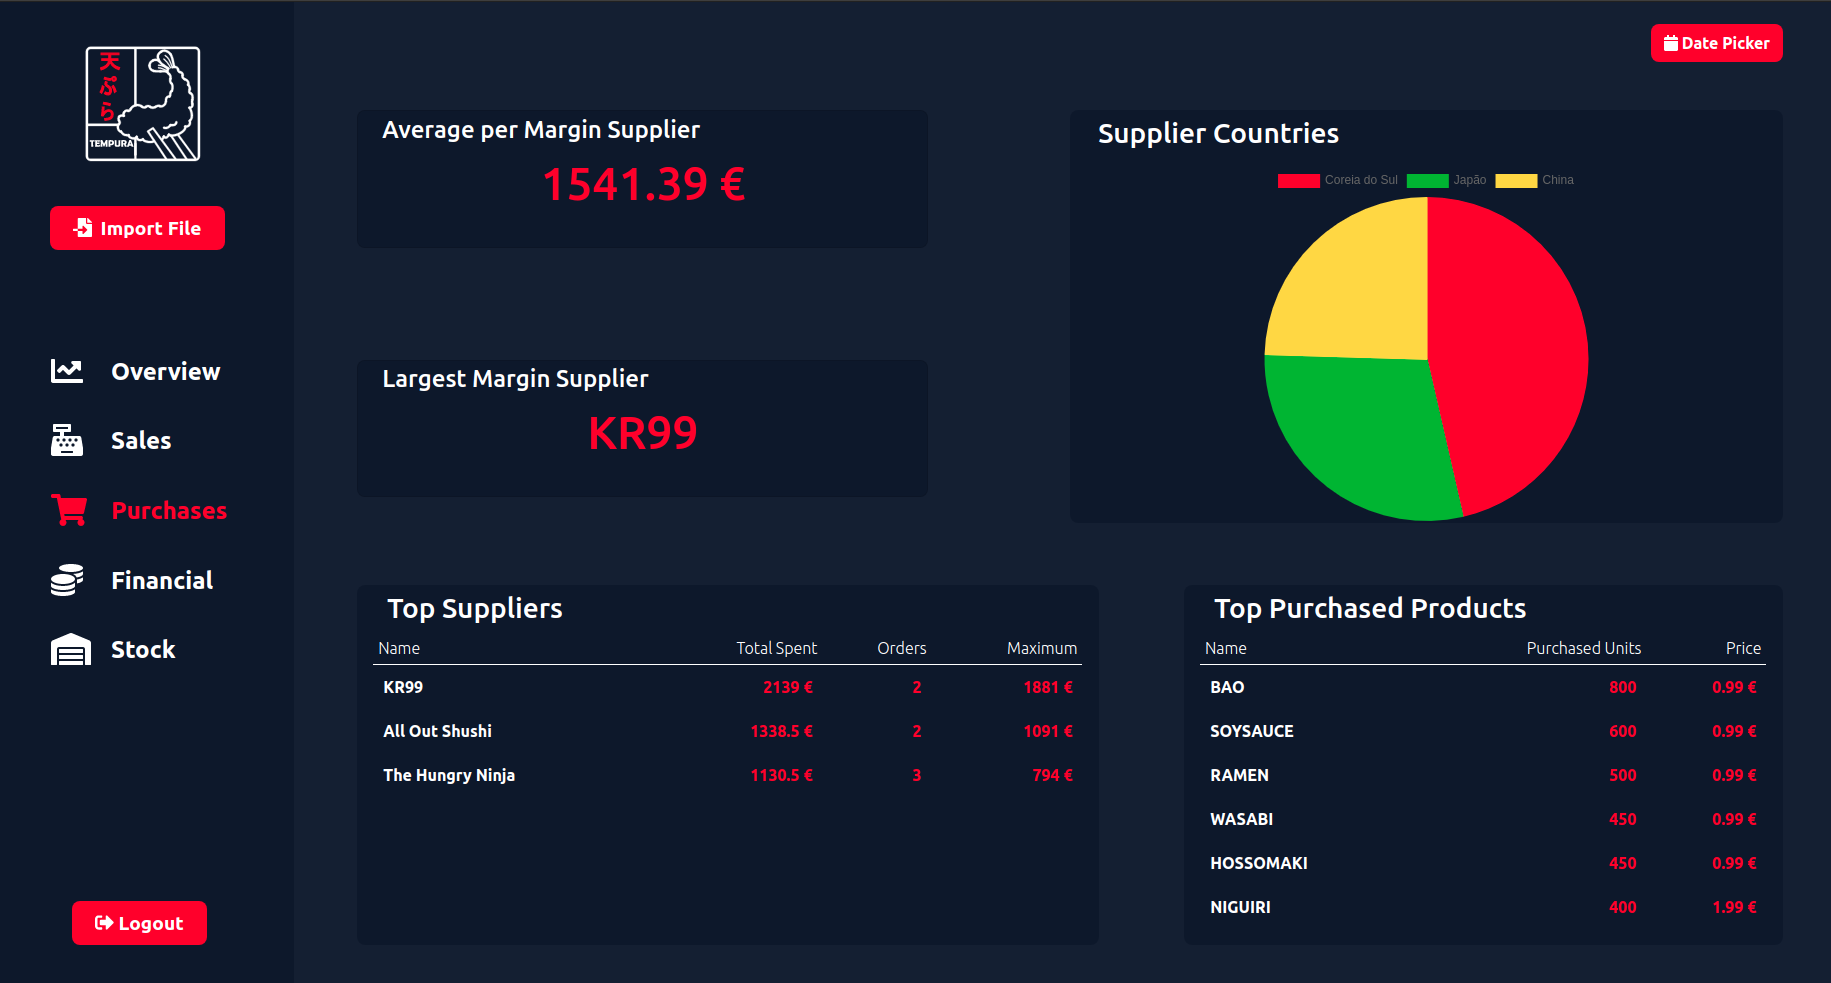 天ぷら
TEMPURA
Import File
Overview
Sales
Purchases
Financial
Stock
Logout
Date Picker
Average per Margin Supplier
1541.39 €
Largest Margin Supplier
KR99
Supplier Countries
Coreia do Sul Japão China
Top Suppliers
Name Total Spent Orders Maximum
KR99 2139 € 2 1881 €
All Out Shushi 1338.5 € 2 1091 €
The Hungry Ninja 1130.5 € 3 794 €
Top Purchased Products
Name Purchased Units Price
BAO 800 0.99 €
SOYSAUCE 600 0.99 €
RAMEN 500 0.99 €
WASABI 450 0.99 €
HOSSOMAKI 450 0.99 €
NIGUIRI 400 1.99 €